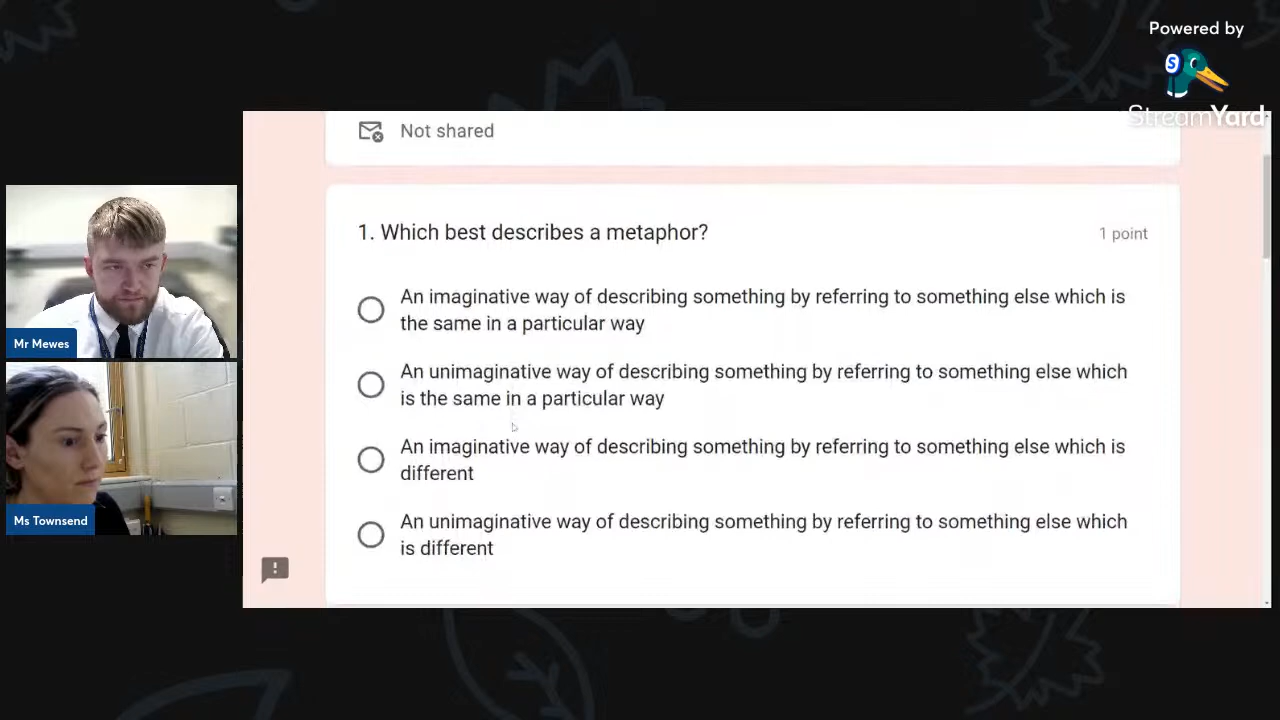 Powered by
StreamYard
Not shared
1. Which best describes a metaphor?
1 point
An imaginative way of describing something by referring to something else which is
the same in a particular way
An unimaginative way of describing something by referring to something else which
is the same in a particular way
An imaginative way of describing something by referring to something else which is
different
An unimaginative way of describing something by referring to something else which
is different
Mr Mewes
Ms Townsend